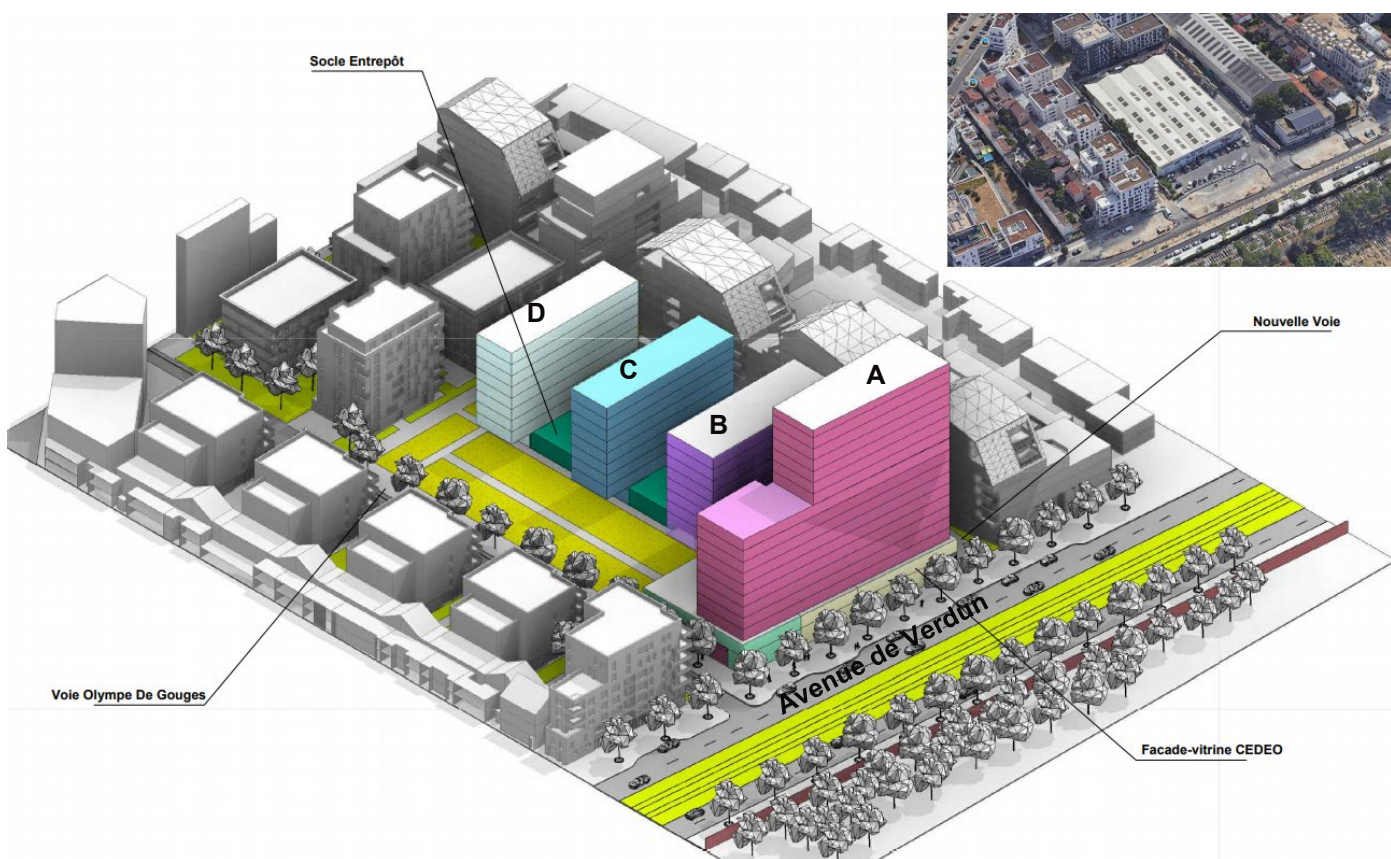 Socle Entrepôt
Nouvelle Voie
D
C
A
B
Avenue de Verdun
Voie Olympe De Gouges
Facade-vitrine CEDEO